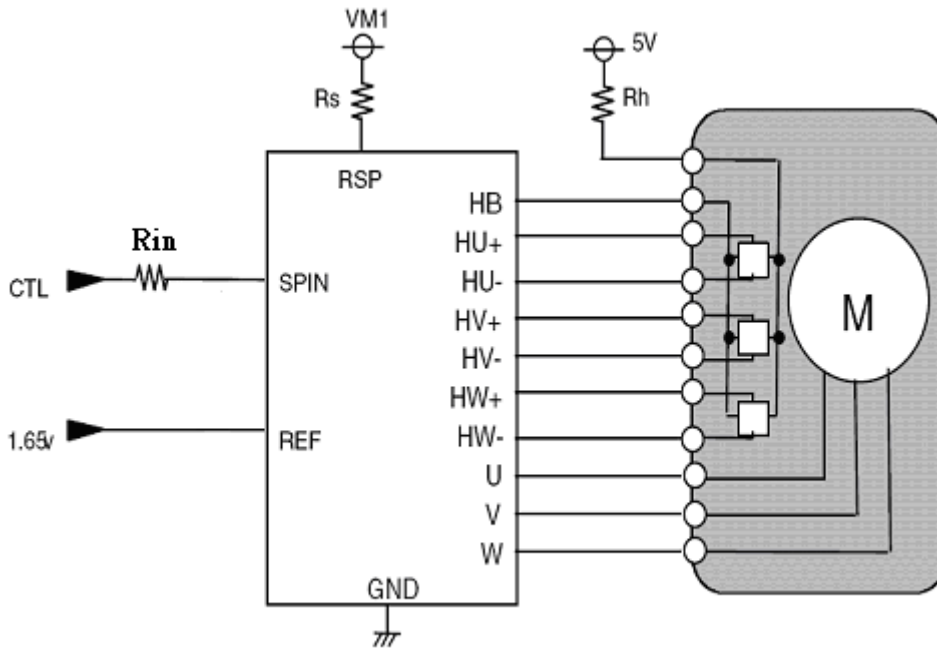 VM1
5V
Rs
Rh
RSP
HB
HU+
Rin
CTL
SPIN
HU-
HV+
HV-
HW+
1.65v
REF
HW-
U
V
W
GND
M